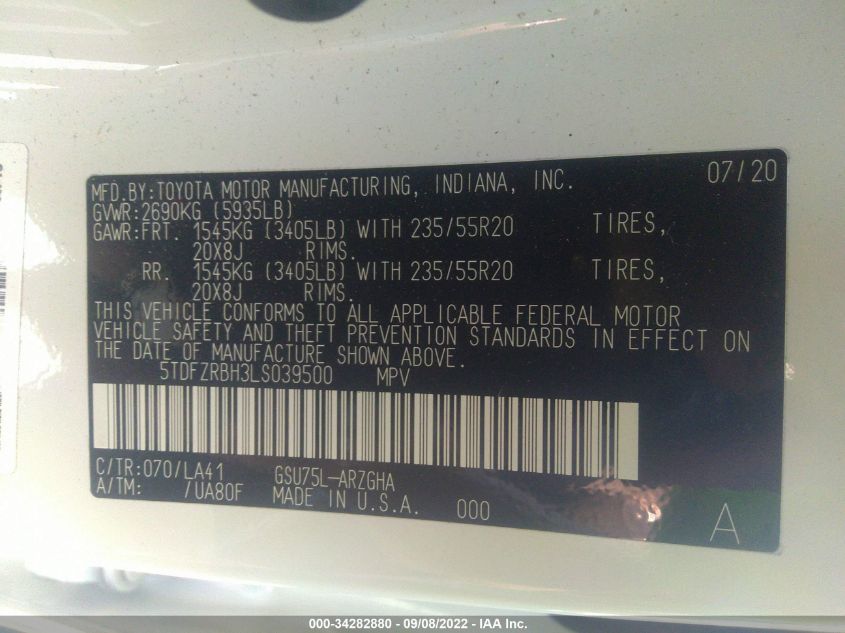 MFD.BY:TOYOTA MOTOR MANUFACTURING, INDIANA, INC. 07/20
GVWR:2690KG (5935LB)
GAWR:FRT. 1545KG (3405LB) WITH 235/55R20 TIRES,
20X8J RIMS.
RR. 1545KG (3405LB) WITH 235/55R20 TIRES,
20X8J RIMS.
THIS VEHICLE CONFORMS TO ALL APPLICABLE FEDERAL MOTOR
VEHICLE SAFETY AND THEFT PREVENTION STANDARDS IN EFFECT ON
THE DATE OF MANUFACTURE SHOWN ABOVE.
5TDFZRBH3LS039500 MPV
C/TR:070/LA41 GSU75L-ARZGHA
A/TM: /UA80F MADE IN U.S.A. 000
A
000-34282880 - 09/08/2022 - IAA Inc.